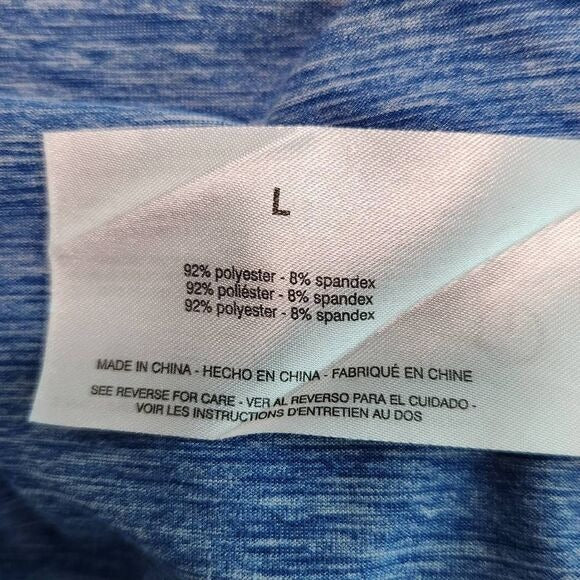 L
92% polyester - 8% spandex
92% poliéster - 8% spandex
92% polyester - 8% spandex
MADE IN CHINA - HECHO EN CHINA - FABRIQUÉ EN CHINE
SEE REVERSE FOR CARE - VER AL REVERSO PARA EL CUIDADO -
VOIR LES INSTRUCTIONS D'ENTRETIEN AU DOS